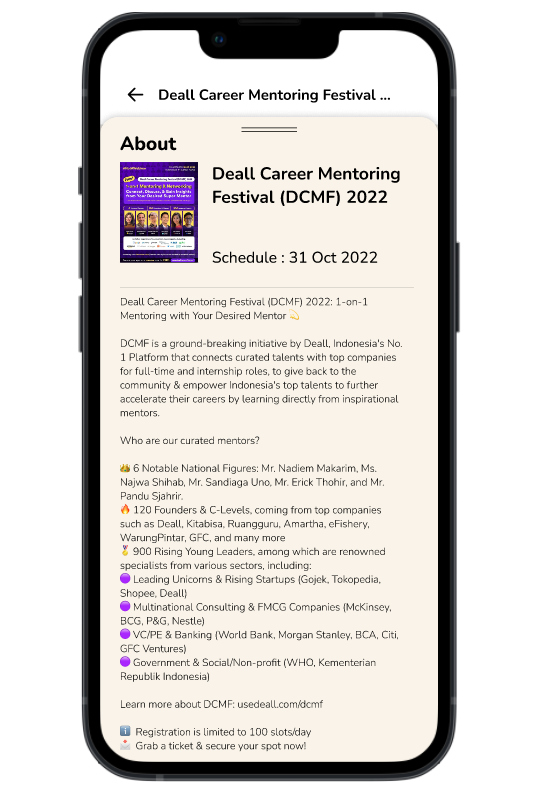 Deall Career Mentoring Festival ...
About
Deall Career Mentoring
Festival (DCMF) 2022
Schedule : 31 Oct 2022
Deall Career Mentoring Festival (DCMF) 2022: 1-on-1
Mentoring with Your Desired Mentor 💫
DCMF is a ground-breaking initiative by Deall, Indonesia's No.
1 Platform that connects curated talents with top companies
for full-time and internship roles, to give back to the
community & empower Indonesia's top talents to further
accelerate their careers by learning directly from inspirational
mentors.
Who are our curated mentors?
👑 6 Notable National Figures: Mr. Nadiem Makarim, Ms.
Najwa Shihab, Mr. Sandiaga Uno, Mr. Erick Thohir, and Mr.
Pandu Sjahrir.
🔥 120 Founders & C-Levels, coming from top companies
such as Deall, Kitabisa, Ruangguru, Amartha, eFishery,
WarungPintar, GFC, and many more
🏅 900 Rising Young Leaders, among which are renowned
specialists from various sectors, including:
🟣 Leading Unicorns & Rising Startups (Gojek, Tokopedia,
Shopee, Deall)
🟣 Multinational Consulting & FMCG Companies (McKinsey,
BCG, P&G, Nestle)
🟣 VC/PE & Banking (World Bank, Morgan Stanley, BCA, Citi,
GFC Ventures)
🟣 Government & Social/Non-profit (WHO, Kementerian
Republik Indonesia)
Learn more about DCMF: usedeall.com/dcmf
ℹ️ Registration is limited to 100 slots/day
📩 Grab a ticket & secure your spot now!